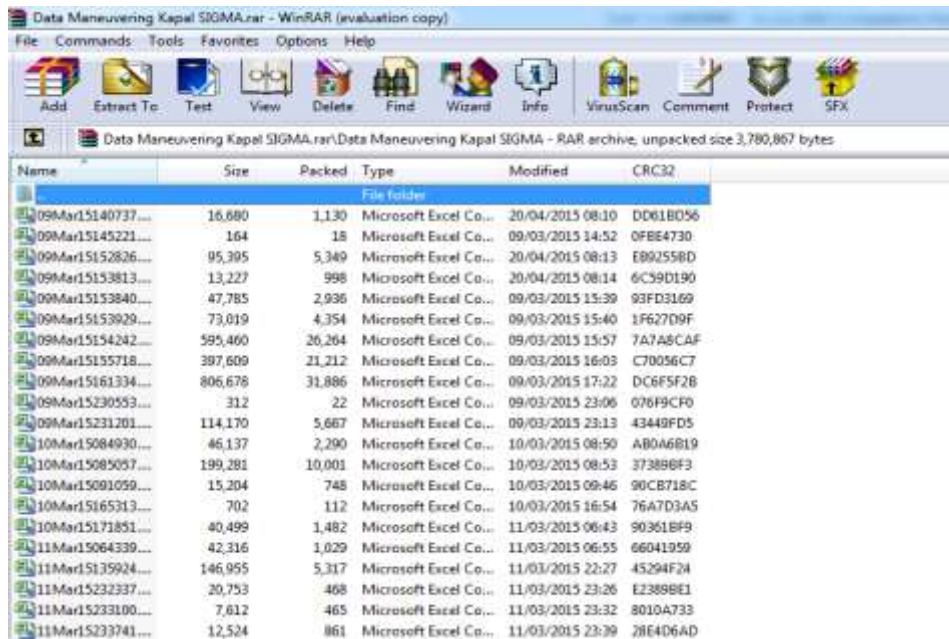 Data Maneuvering Kapal SIGMA.rar - WinRAR (evaluation copy)
File Commands Tools Favorites Options Help
Add Extract To Test View Delete Find Wizard Info VirusScan Comment Protect SFX
Data Maneuvering Kapal SIGMA.rar\Data Maneuvering Kapal SIGMA - RAR archive, unpacked size 3,780,867 bytes
Name Size Packed Type Modified CRC32
.. File folder
09Mar15140737.... 16,680 1,130 Microsoft Excel Co... 20/04/2015 08:10 DD61BD56
09Mar15145221.... 164 18 Microsoft Excel Co... 09/03/2015 14:52 0FBE4730
09Mar15152826.... 95,395 5,349 Microsoft Excel Co... 20/04/2015 08:13 EB9255BD
09Mar15153813.... 13,227 998 Microsoft Excel Co... 20/04/2015 08:14 6C59D190
09Mar15153840.... 47,785 2,936 Microsoft Excel Co... 09/03/2015 15:39 93FD3169
09Mar15153929.... 73,019 4,354 Microsoft Excel Co... 09/03/2015 15:40 1F627D9F
09Mar15154242.... 595,460 26,264 Microsoft Excel Co... 09/03/2015 15:57 7A7A8CAF
09Mar15155718.... 397,609 21,212 Microsoft Excel Co... 09/03/2015 16:03 C70056C7
09Mar15161334.... 806,678 31,886 Microsoft Excel Co... 09/03/2015 17:22 DC6F5F2B
09Mar15230553.... 312 22 Microsoft Excel Co... 09/03/2015 23:06 076F9CF0
09Mar15231201.... 114,170 5,667 Microsoft Excel Co... 09/03/2015 23:13 43449FD5
10Mar15084930.... 46,137 2,290 Microsoft Excel Co... 10/03/2015 08:50 AB0A6B19
10Mar15085057.... 199,281 10,001 Microsoft Excel Co... 10/03/2015 08:53
10Mar15091059.... 15,204 748 Microsoft Excel Co... 10/03/2015 09:46 90CB718C
10Mar15165313.... 702 112 Microsoft Excel Co... 10/03/2015 16:54 76A7D3A5
10Mar15171851.... 40,499 1,482 Microsoft Excel Co... 11/03/2015 06:43 90361BF9
11Mar15064339.... 42,316 1,029 Microsoft Excel Co... 11/03/2015 06:55 66041959
11Mar15135924.... 146,955 5,317 Microsoft Excel Co... 11/03/2015 22:27 45294F24
11Mar15232337.... 20,753 468 Microsoft Excel Co... 11/03/2015 23:26
11Mar15233100.... 7,612 465 Microsoft Excel Co... 11/03/2015 23:32 8010A733
11Mar15233741.... 12,524 861 Microsoft Excel Co... 11/03/2015 23:39 28E4D6AD